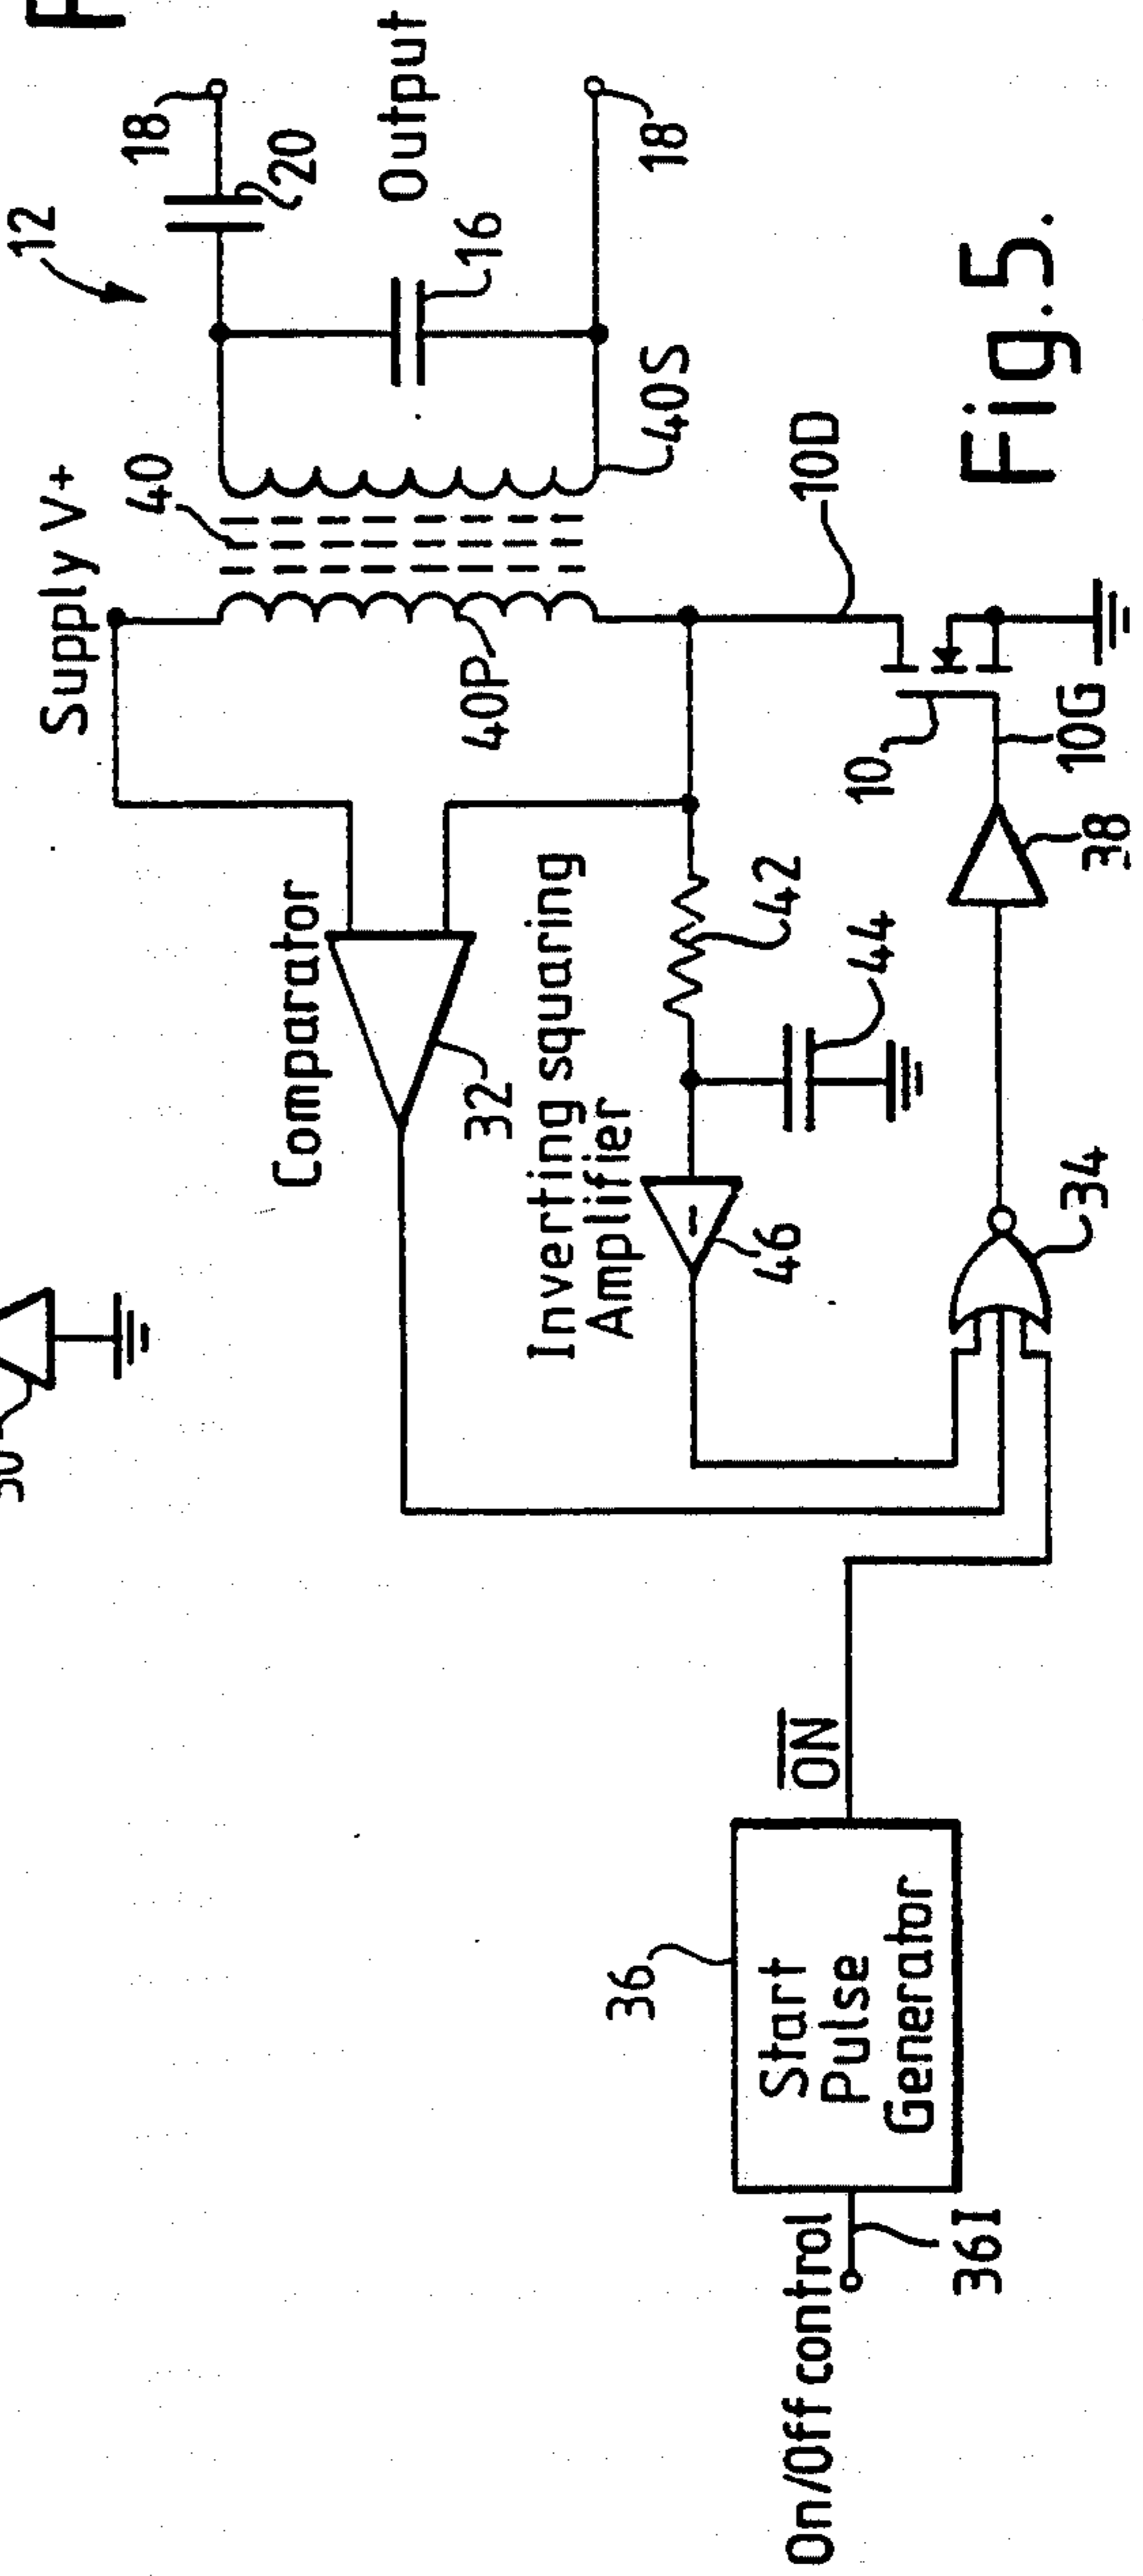 12
Supply V+
40
18
20
Output
16
18
40S
40P
10D
Comparator
32
Inverting squaring
Amplifier
42
44
46
10
10G
38
34
36
Start
Pulse
Generator
ON
On/Off control
36I
Fig.5.